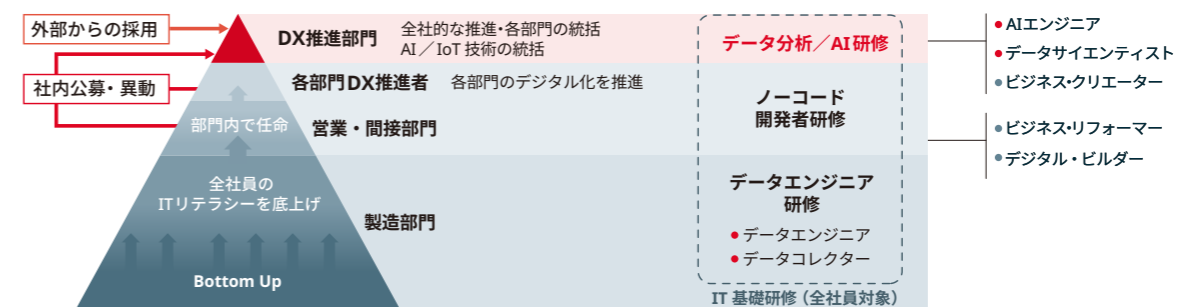 外部からの採用
社内公募・異動
DX推進部門
全社的な推進・各部門の統括
AI／IoT 技術の統括
各部門DX推進者
各部門のデジタル化を推進
部門内で任命
営業・間接部門
全社員の
ITリテラシーを底上げ
製造部門
Bottom Up
データ分析／AI研修
ノーコード
開発者研修
データエンジニア
研修
●データエンジニア
●データコレクター
IT 基礎研修（全社員対象）
●AIエンジニア
●データサイエンティスト
●ビジネス・クリエーター
●ビジネス・リフォーマー
●デジタル・ビルダー